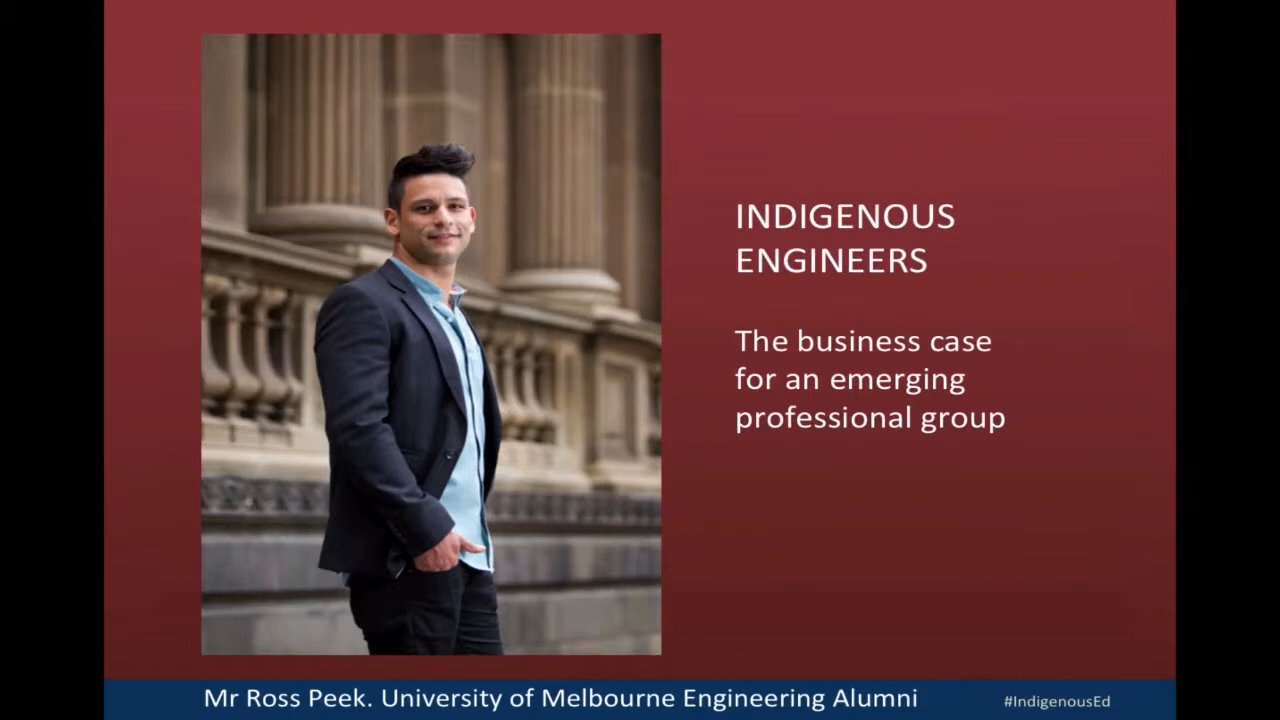 INDIGENOUS
ENGINEERS
The business case
for an emerging
professional group
Mr Ross Peek. University of Melbourne Engineering Alumni
#IndigenousEd